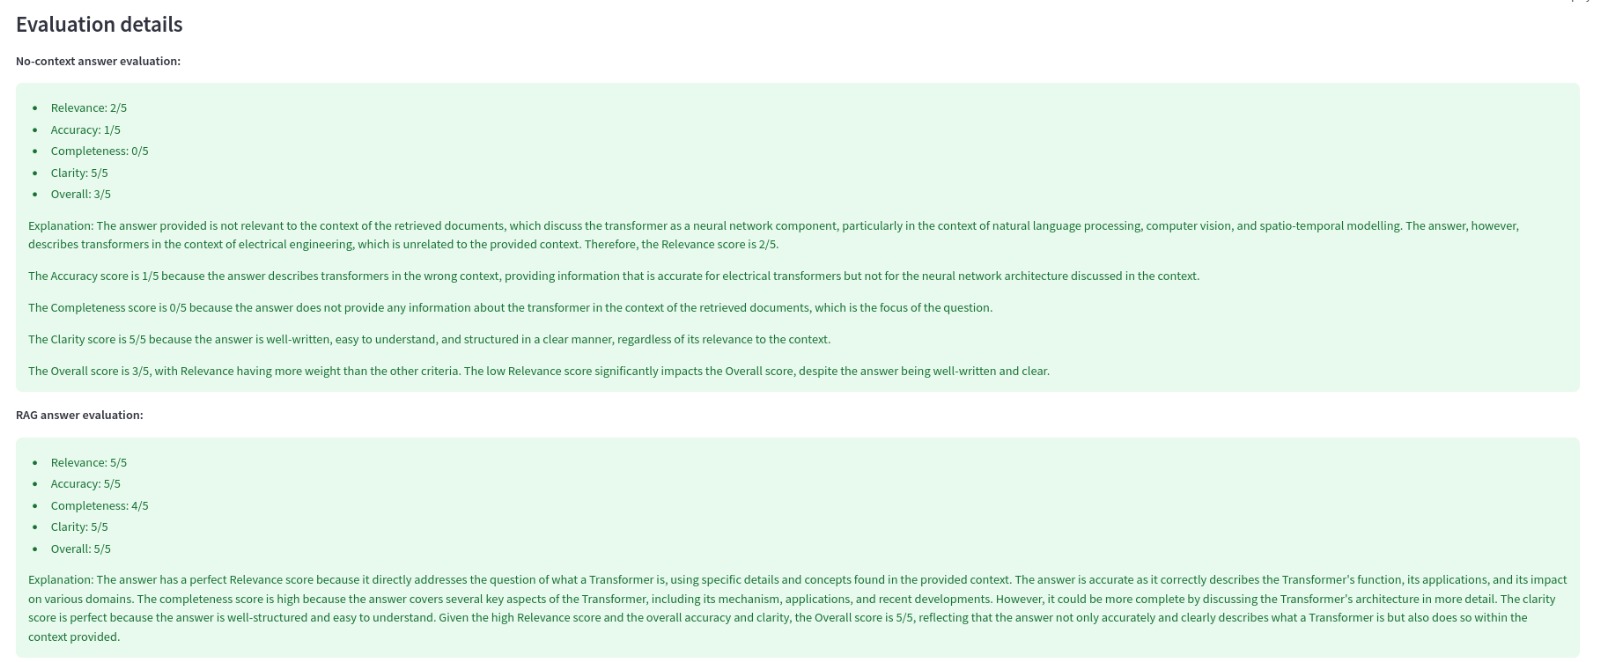 Evaluation details
No-context answer evaluation:
• Relevance: 2/5
• Accuracy: 1/5
• Completeness: 0/5
• Clarity: 5/5
• Overall: 3/5
Explanation: The answer provided is not relevant to the context of the retrieved documents, which discuss the transformer as a neural network component, particularly in the context of natural language processing, computer vision, and spatio-temporal modelling. The answer, however,
describes transformers in the context of electrical engineering, which is unrelated to the provided context. Therefore, the Relevance score is 2/5.
The Accuracy score is 1/5 because the answer describes transformers in the wrong context, providing information that is accurate for electrical transformers but not for the neural network architecture discussed in the context.
The Completeness score is 0/5 because the answer does not provide any information about the transformer in the context of the retrieved documents, which is the focus of the question.
The Clarity score is 5/5 because the answer is well-written, easy to understand, and structured in a clear manner, regardless of its relevance to the context.
The Overall score is 3/5, with Relevance having more weight than the other criteria. The low Relevance score significantly impacts the Overall score, despite the answer being well-written and clear.
RAG answer evaluation:
• Relevance: 5/5
• Accuracy: 5/5
• Completeness: 4/5
• Clarity: 5/5
• Overall: 5/5
Explanation: The answer has a perfect Relevance score because it directly addresses the question of what a Transformer is, using specific details and concepts found in the provided context. The answer is accurate as it correctly describes the Transformer's function, its applications, and its impact
on various domains. The completeness score is high because the answer covers several key aspects of the Transformer, including its mechanism, applications, and recent developments. However, it could be more complete by discussing the Transformer's architecture in more detail. The clarity
score is perfect because the answer is well-structured and easy to understand. Given the high Relevance score and the overall accuracy and clarity, the Overall score is 5/5, reflecting that the answer not only accurately and clearly describes what a Transformer is but also does so within the
context provided.